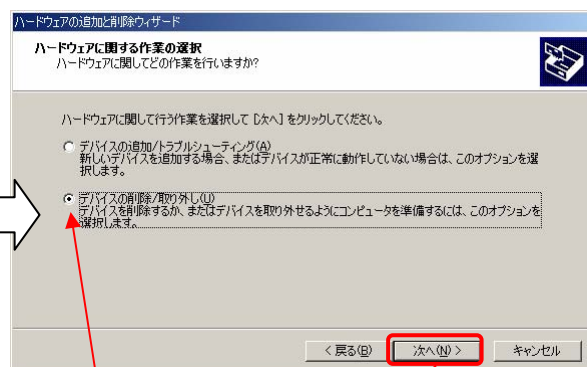 ハードウェアの追加と削除ウィザード
ハードウェアに関する作業の選択
ハードウェアに関してどの作業を行いますか?
ハードウェアに関して行う作業を選択して [次へ] をクリックしてください。
デバイスの追加/トラブルシューティング(A)
新しいデバイスを追加する場合、またはデバイスが正常に動作していない場合は、このオプションを選
択します。
デバイスの削除/取り外し(U)
デバイスを削除するか、またはデバイスを取り外せるようにコンピュータを準備するには、このオプションを
選択します。
< 戻る(B) 次へ(N) > キャンセル